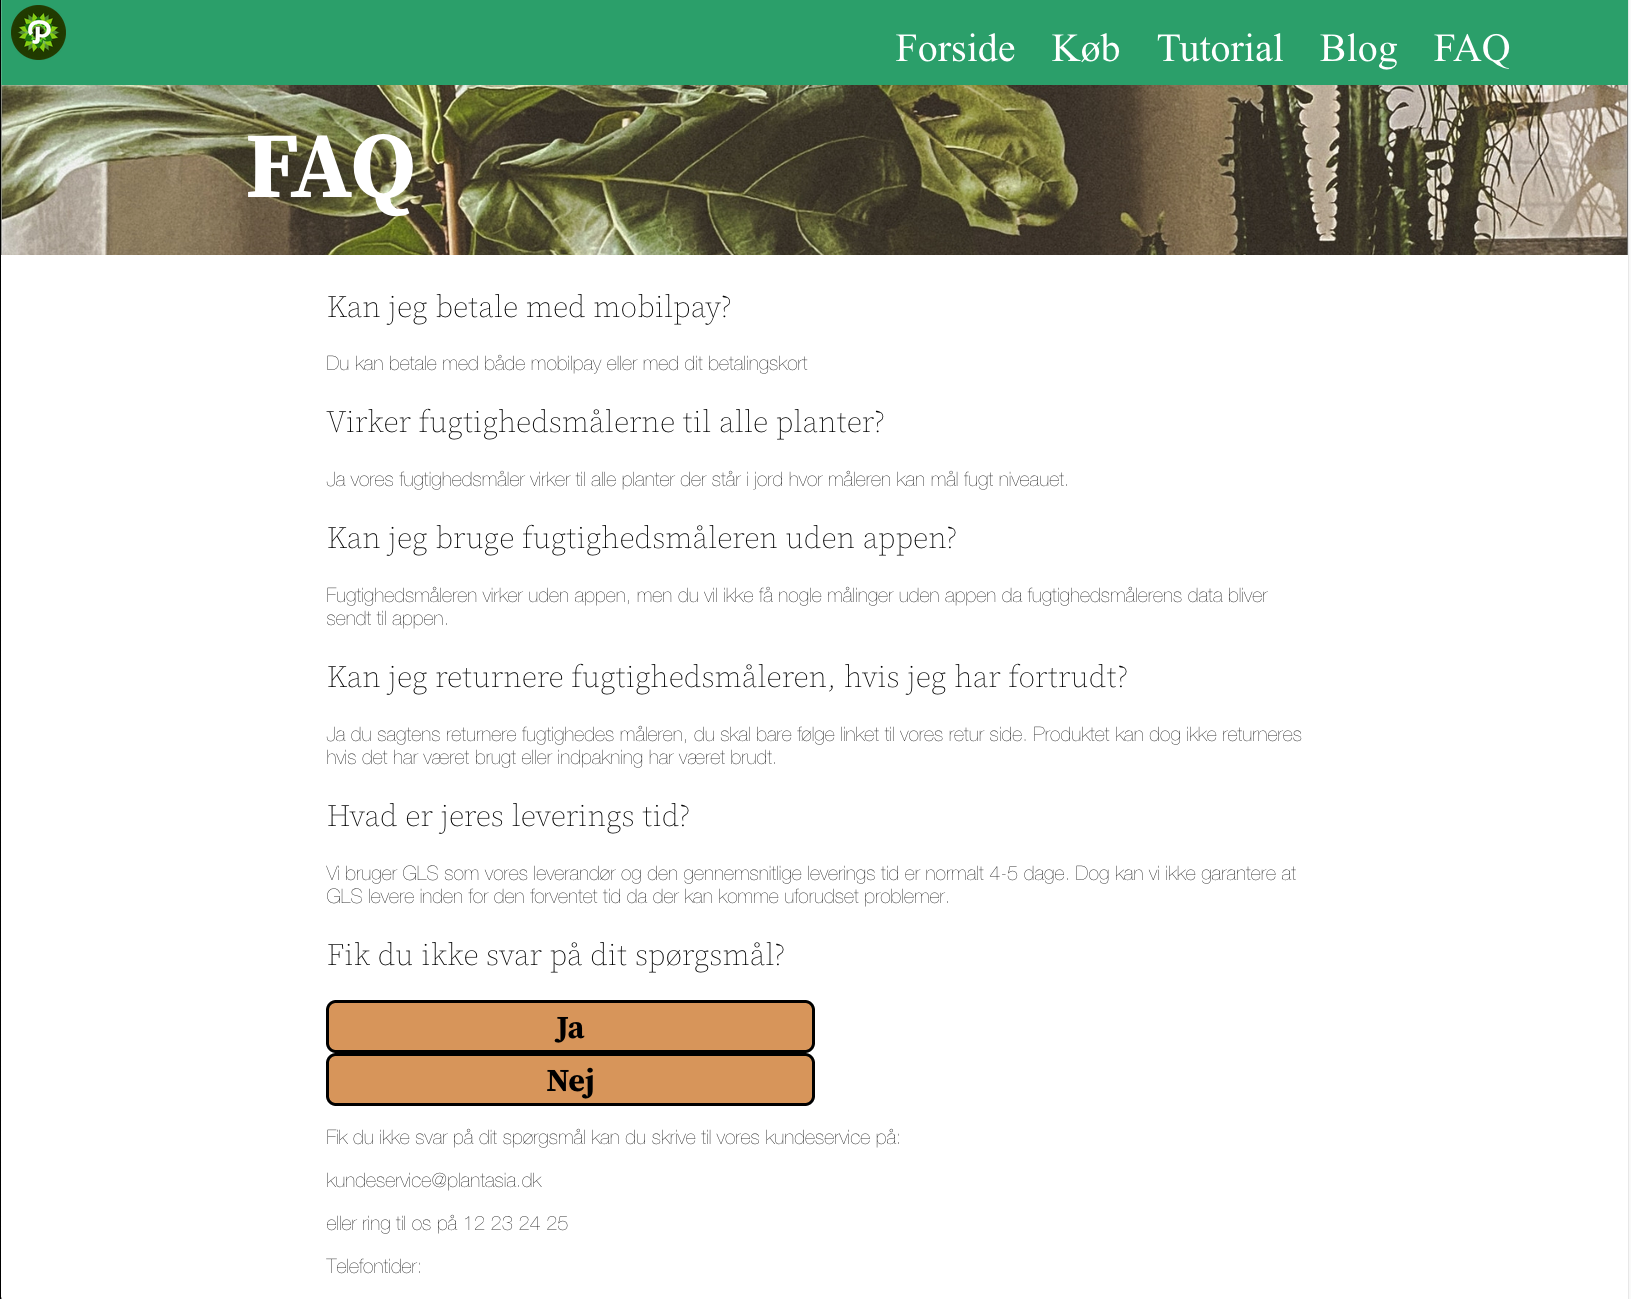 P
Forside Køb Tutorial Blog FAQ
FAQ
Kan jeg betale med mobilpay?
Du kan betale med både mobilpay eller med dit betalingskort
Virker fugtighedsmålerne til alle planter?
Ja vores fugtighedsmåler virker til alle planter der står i jord hvor måleren kan mål fugt niveauet.
Kan jeg bruge fugtighedsmåleren uden appen?
Fugtighedsmåleren virker uden appen, men du vil ikke få nogle målinger uden appen da fugtighedsmålerens data bliver
sendt til appen.
Kan jeg returnere fugtighedsmåleren, hvis jeg har fortrudt?
Ja du sagtens returnere fugtighedes måleren, du skal bare følge linket til vores retur side. Produktet kan dog ikke returneres
hvis det har været brugt eller indpakning har været brudt.
Hvad er jeres leverings tid?
Vi bruger GLS som vores leverandør og den gennemsnitlige leverings tid er normalt 4-5 dage. Dog kan vi ikke garantere at
GLS levere inden for den forventet tid da der kan komme uforudset problemer.
Fik du ikke svar på dit spørgsmål?
Ja
Nej
Fik du ikke svar på dit spørgsmål kan du skrive til vores kundeservice på:
kundeservice@plantasia.dk
eller ring til os på 12 23 24 25
Telefontider: